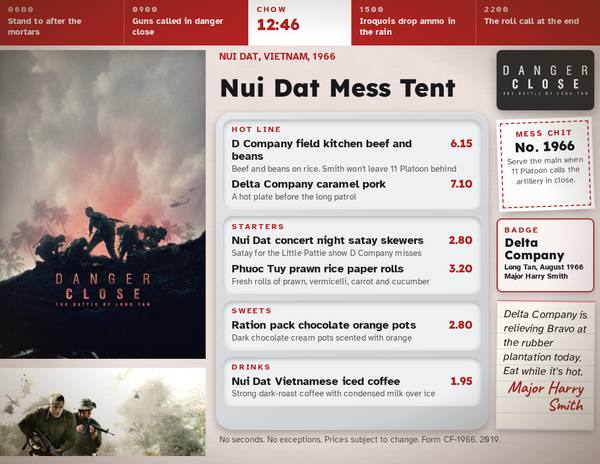 0600
Stand to after the
mortars
0900
Guns called in danger
close
CHOW
12:46
1500
Iroquois drop ammo in
the rain
2200
The roll call at the end
DANGER
CLOSE
THE BATTLE OF LONG TAN
NUI DAT, VIETNAM, 1966
Nui Dat Mess Tent
HOT LINE
D Company field kitchen beef and
beans
6.15
Beef and beans on rice. Smith won't leave 11 Platoon behind
Delta Company caramel pork 7.10
A hot plate before the long patrol
STARTERS
Nui Dat concert night satay skewers 2.80
Satay for the Little Pattie show D Company misses
Phuoc Tuy prawn rice paper rolls 3.20
Fresh rolls of prawn, vermicelli, carrot and cucumber
SWEETS
Ration pack chocolate orange pots 2.80
Dark chocolate cream pots scented with orange
DRINKS
Nui Dat Vietnamese iced coffee 1.95
Strong dark-roast coffee with condensed milk over ice
No seconds. No exceptions. Prices subject to change. Form CF-1966. 2019.
DANGER
CLOSE
THE BATTLE OF LONG TAN
MESS CHIT
No. 1966
Serve the main when
11 Platoon calls the
artillery in close.
BADGE
Delta
Company
Long Tan, August 1966
Major Harry Smith
Delta Company is
relieving Bravo at
the rubber
plantation today.
Eat while it's hot.
Major Harry
Smith